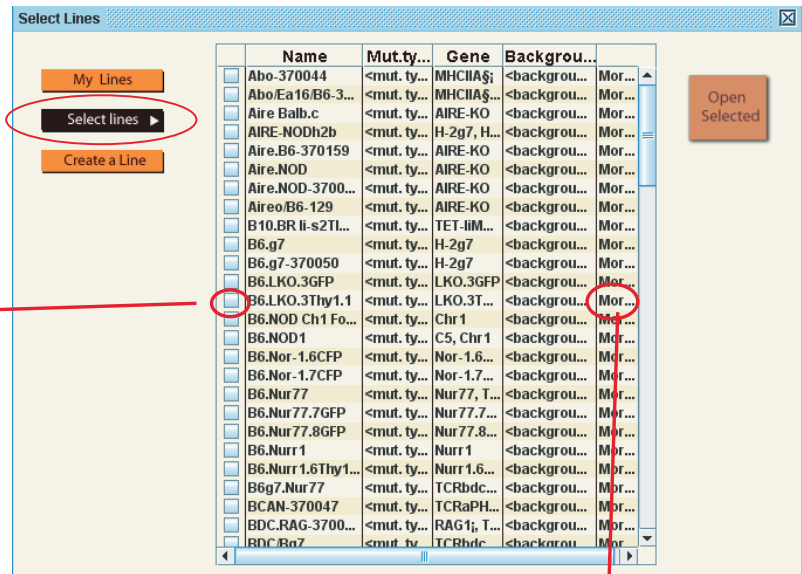 Select Lines
My Lines
Select lines
Create a Line
Open
Selected
Name Mut.ty... Gene Backgrou...
Abo-370044 <mut. ty... MHCIIA§¡ <backgrou... Mor...
Abo/Ea16/B6-3... <mut. ty... MHCIIA§... <backgrou... Mor...
Aire Balb.c <mut. ty... AIRE-KO <backgrou... Mor...
AIRE-NODh2b <mut. ty... H-2g7, H... <backgrou... Mor...
Aire.B6-370159 <mut. ty... AIRE-KO <backgrou... Mor...
Aire.NOD <mut. ty... AIRE-KO <backgrou... Mor...
Aire.NOD-3700... <mut. ty... AIRE-KO <backgrou... Mor...
Aireo/B6-129 <mut. ty... AIRE-KO <backgrou... Mor...
B10.BR Ii-s2TI... <mut. ty... TET-IiM... <backgrou... Mor...
B6.g7 <mut. ty... H-2g7 <backgrou... Mor...
B6.g7-370050 <mut. ty... H-2g7 <backgrou... Mor...
B6.LKO.3GFP <mut. ty... LKO.3GFP <backgrou... Mor...
B6.LKO.3Thy1.1 <mut. ty... LKO.3T... <backgrou... Mor...
B6.NOD Ch1 Fo... <mut. ty... Chr1 <backgrou... Mor...
B6.NOD1 <mut. ty... C5, Chr1 <backgrou... Mor...
B6.Nor-1.6CFP <mut. ty... Nor-1.6... <backgrou... Mor...
B6.Nor-1.7CFP <mut. ty... Nor-1.7... <backgrou... Mor...
B6.Nur77 <mut. ty... Nur77, T... <backgrou... Mor...
B6.Nur77.7GFP <mut. ty... Nur77.7... <backgrou... Mor...
B6.Nur77.8GFP <mut. ty... Nur77.8... <backgrou... Mor...
B6.Nurr1 <mut. ty... Nurr1 <backgrou... Mor...
B6.Nurr1.6Thy1... <mut. ty... Nurr1.6... <backgrou... Mor...
B6g7.Nur77 <mut. ty... TCRbdc... <backgrou... Mor...
BCAN-370047 <mut. ty... TCRaPH... <backgrou... Mor...
BDC.RAG-3700... <mut. ty... RAG1¡, T... <backgrou... Mor...
BDC/Bg7 <mut. ty... TCRbdc... <backgrou... Mor...